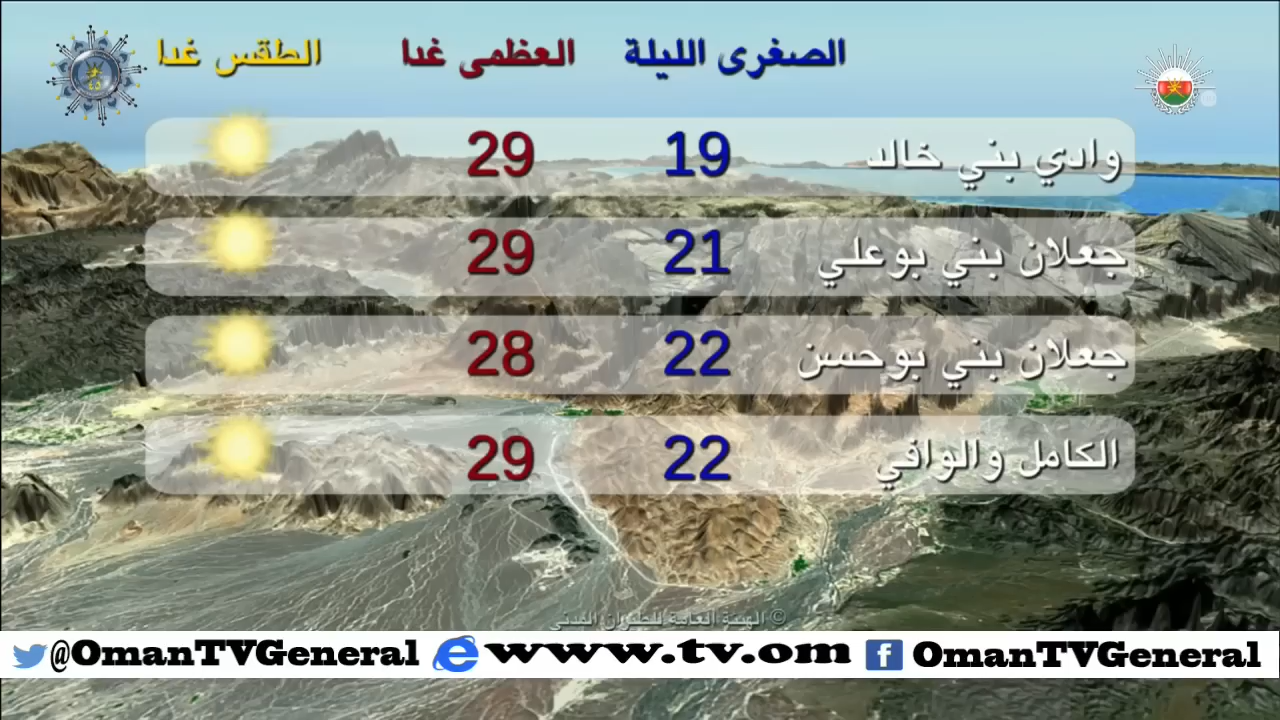 الصغرى الليلة العظمى غدا الطقس غدا
وادي بني خالد 19 29
جعلان بني بوعلي 21 29
جعلان بني بوحسن 22 28
الكامل والوافي 22 29
© الهيئة العامة للطيران المدني
@OmanTVGeneral www.tv.om OmanTVGeneral